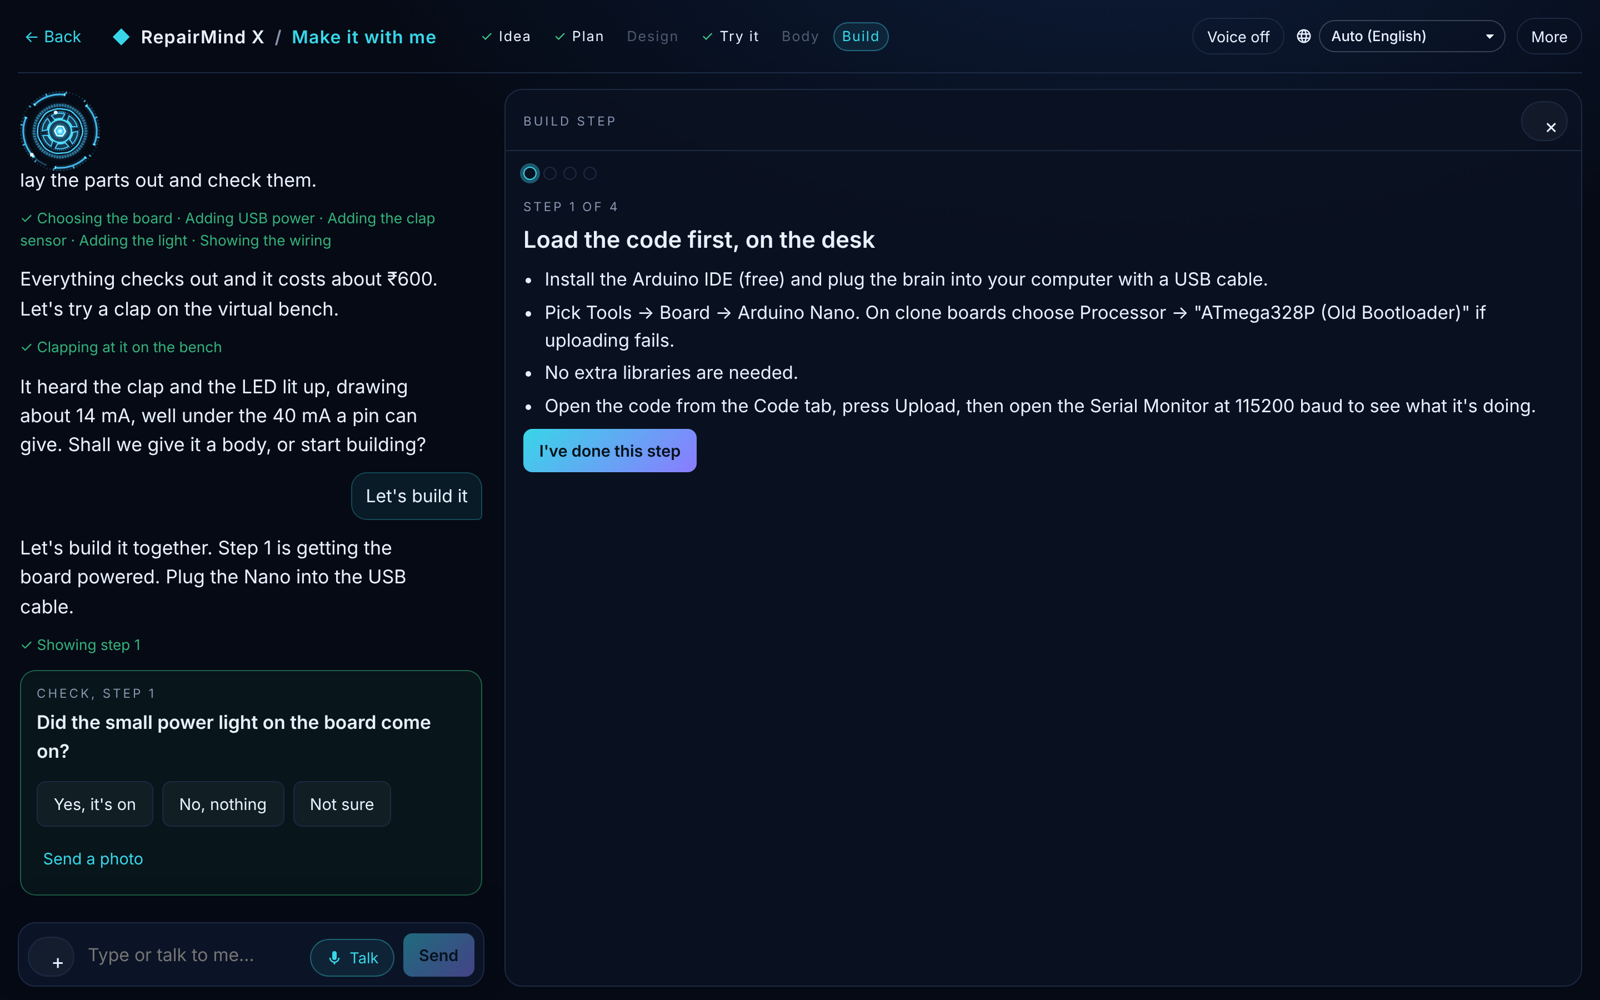 ← Back
RepairMind X / Make it with me
✓ Idea
✓ Plan
Design
✓ Try it
Body
Build
Voice off
Auto (English)
More
lay the parts out and check them.
✓ Choosing the board · Adding USB power · Adding the clap
sensor · Adding the light · Showing the wiring
Everything checks out and it costs about ₹600.
Let's try a clap on the virtual bench.
✓ Clapping at it on the bench
It heard the clap and the LED lit up, drawing
about 14 mA, well under the 40 mA a pin can
give. Shall we give it a body, or start building?
Let's build it
Let's build it together. Step 1 is getting the
board powered. Plug the Nano into the USB
cable.
✓ Showing step 1
CHECK, STEP 1
Did the small power light on the board come
on?
Yes, it's on
No, nothing
Not sure
Send a photo
+
Type or talk to me...
Talk
Send
BUILD STEP
×
STEP 1 OF 4
Load the code first, on the desk
• Install the Arduino IDE (free) and plug the brain into your computer with a USB cable.
• Pick Tools → Board → Arduino Nano. On clone boards choose Processor → "ATmega328P (Old Bootloader)" if
uploading fails.
• No extra libraries are needed.
• Open the code from the Code tab, press Upload, then open the Serial Monitor at 115200 baud to see what it's doing.
I've done this step